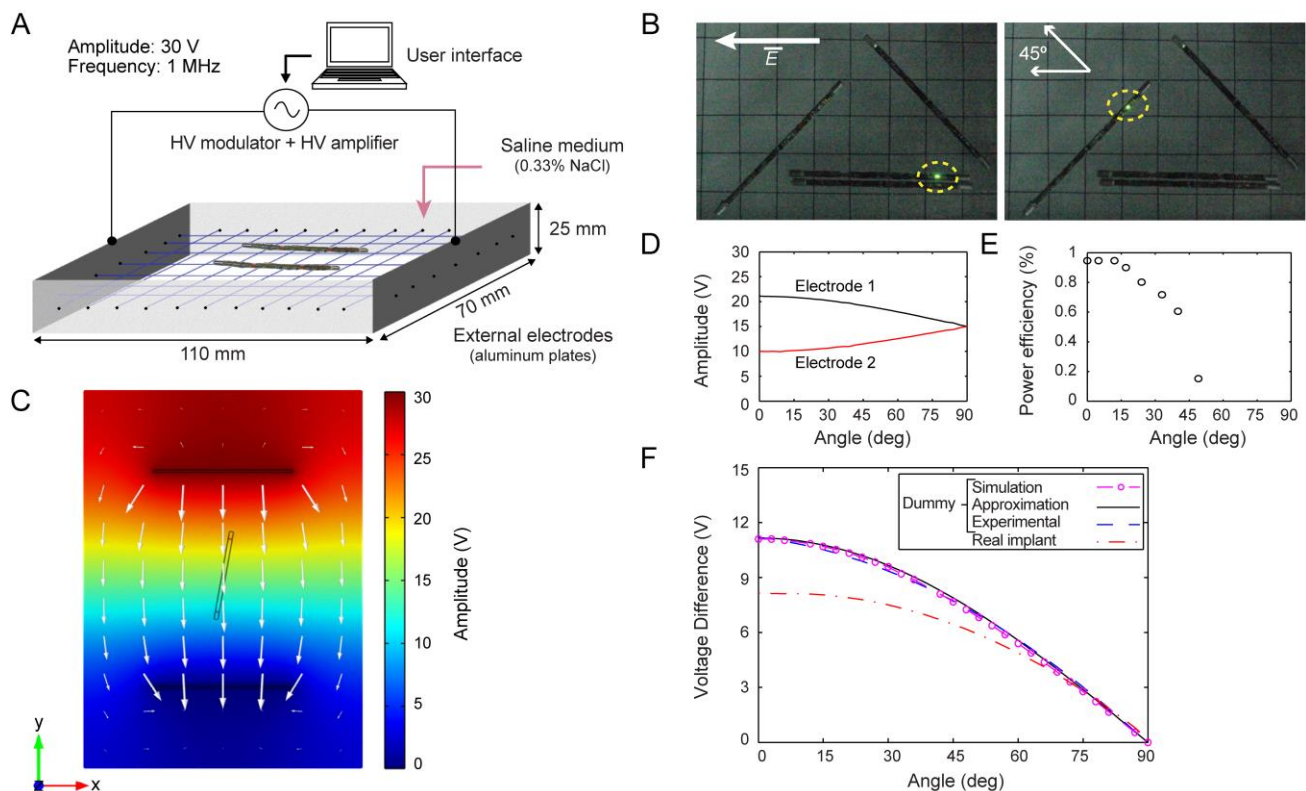 A
Amplitude: 30 V
Frequency: 1 MHz
User interface
HV modulator + HV amplifier
Saline medium
(0.33% NaCl)
25 mm
70 mm
External electrodes
(aluminum plates)
110 mm
B
E
45º
C
30
25
20
15
10
5
0
Amplitude (V)
y
x
D
30
25
20
15
10
5
0
Amplitude (V)
Electrode 1
Electrode 2
0 15 30 45 60 75 90
Angle (deg)
E
1
0.8
0.6
0.4
0.2
0
Power efficiency (%)
0 15 30 45 60 75 90
Angle (deg)
F
15
12
9
6
3
0
Voltage Difference (V)
Dummy
Simulation
Approximation
Experimental
Real implant
0 15 30 45 60 75 90
Angle (deg)